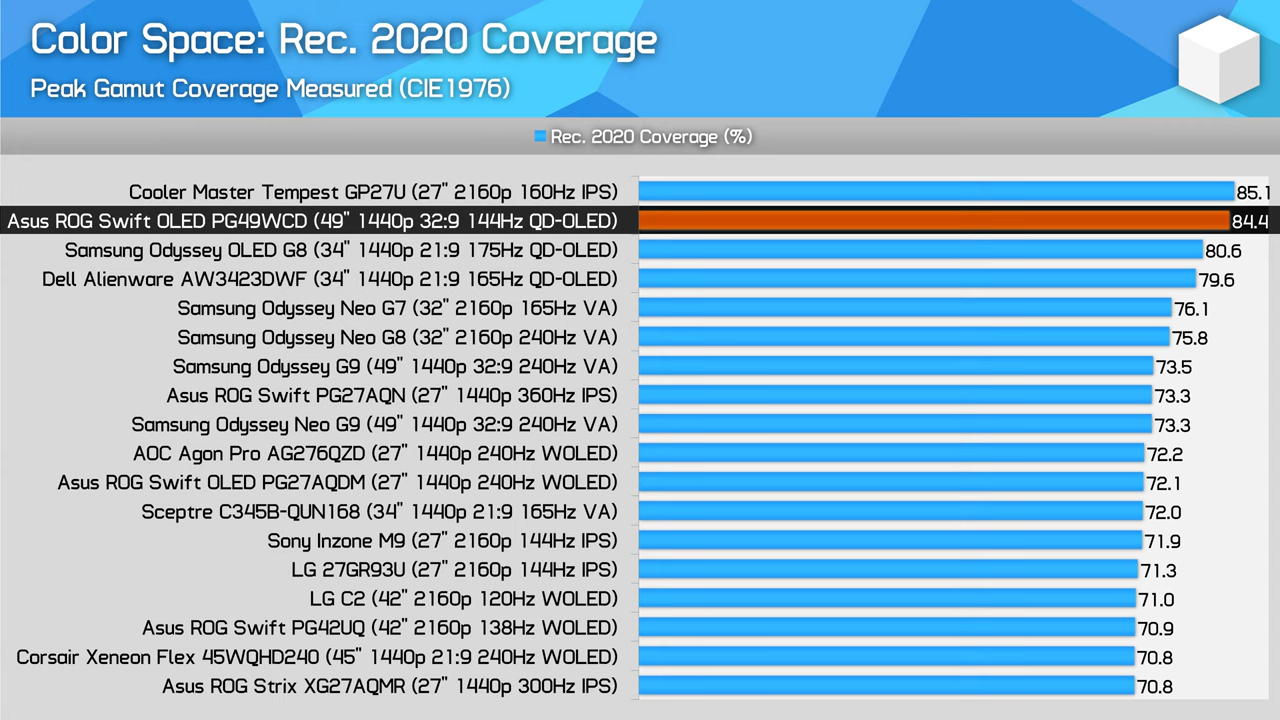 Color Space: Rec. 2020 Coverage
Peak Gamut Coverage Measured (CIE1976)
Rec. 2020 Coverage (%)
Cooler Master Tempest GP27U (27" 2160p 160Hz IPS) 85.1
Asus ROG Swift OLED PG49WCD (49" 1440p 32:9 144Hz QD-OLED) 84.4
Samsung Odyssey OLED G8 (34" 1440p 21:9 175Hz QD-OLED) 80.6
Dell Alienware AW3423DWF (34" 1440p 21:9 165Hz QD-OLED) 79.6
Samsung Odyssey Neo G7 (32" 2160p 165Hz VA) 76.1
Samsung Odyssey Neo G8 (32" 2160p 240Hz VA) 75.8
Samsung Odyssey G9 (49" 1440p 32:9 240Hz VA) 73.5
Asus ROG Swift PG27AQN (27" 1440p 360Hz IPS) 73.3
Samsung Odyssey Neo G9 (49" 1440p 32:9 240Hz VA) 73.3
AOC Agon Pro AG276QZD (27" 1440p 240Hz WOLED) 72.2
Asus ROG Swift OLED PG27AQDM (27" 1440p 240Hz WOLED) 72.1
Sceptre C345B-QUN168 (34" 1440p 21:9 165Hz VA) 72.0
Sony Inzone M9 (27" 2160p 144Hz IPS) 71.9
LG 27GR93U (27" 2160p 144Hz IPS) 71.3
LG C2 (42" 2160p 120Hz WOLED) 71.0
Asus ROG Swift PG42UQ (42" 2160p 138Hz WOLED) 70.9
Corsair Xeneon Flex 45WQHD240 (45" 1440p 21:9 240Hz WOLED) 70.8
Asus ROG Strix XG27AQMR (27" 1440p 300Hz IPS) 70.8